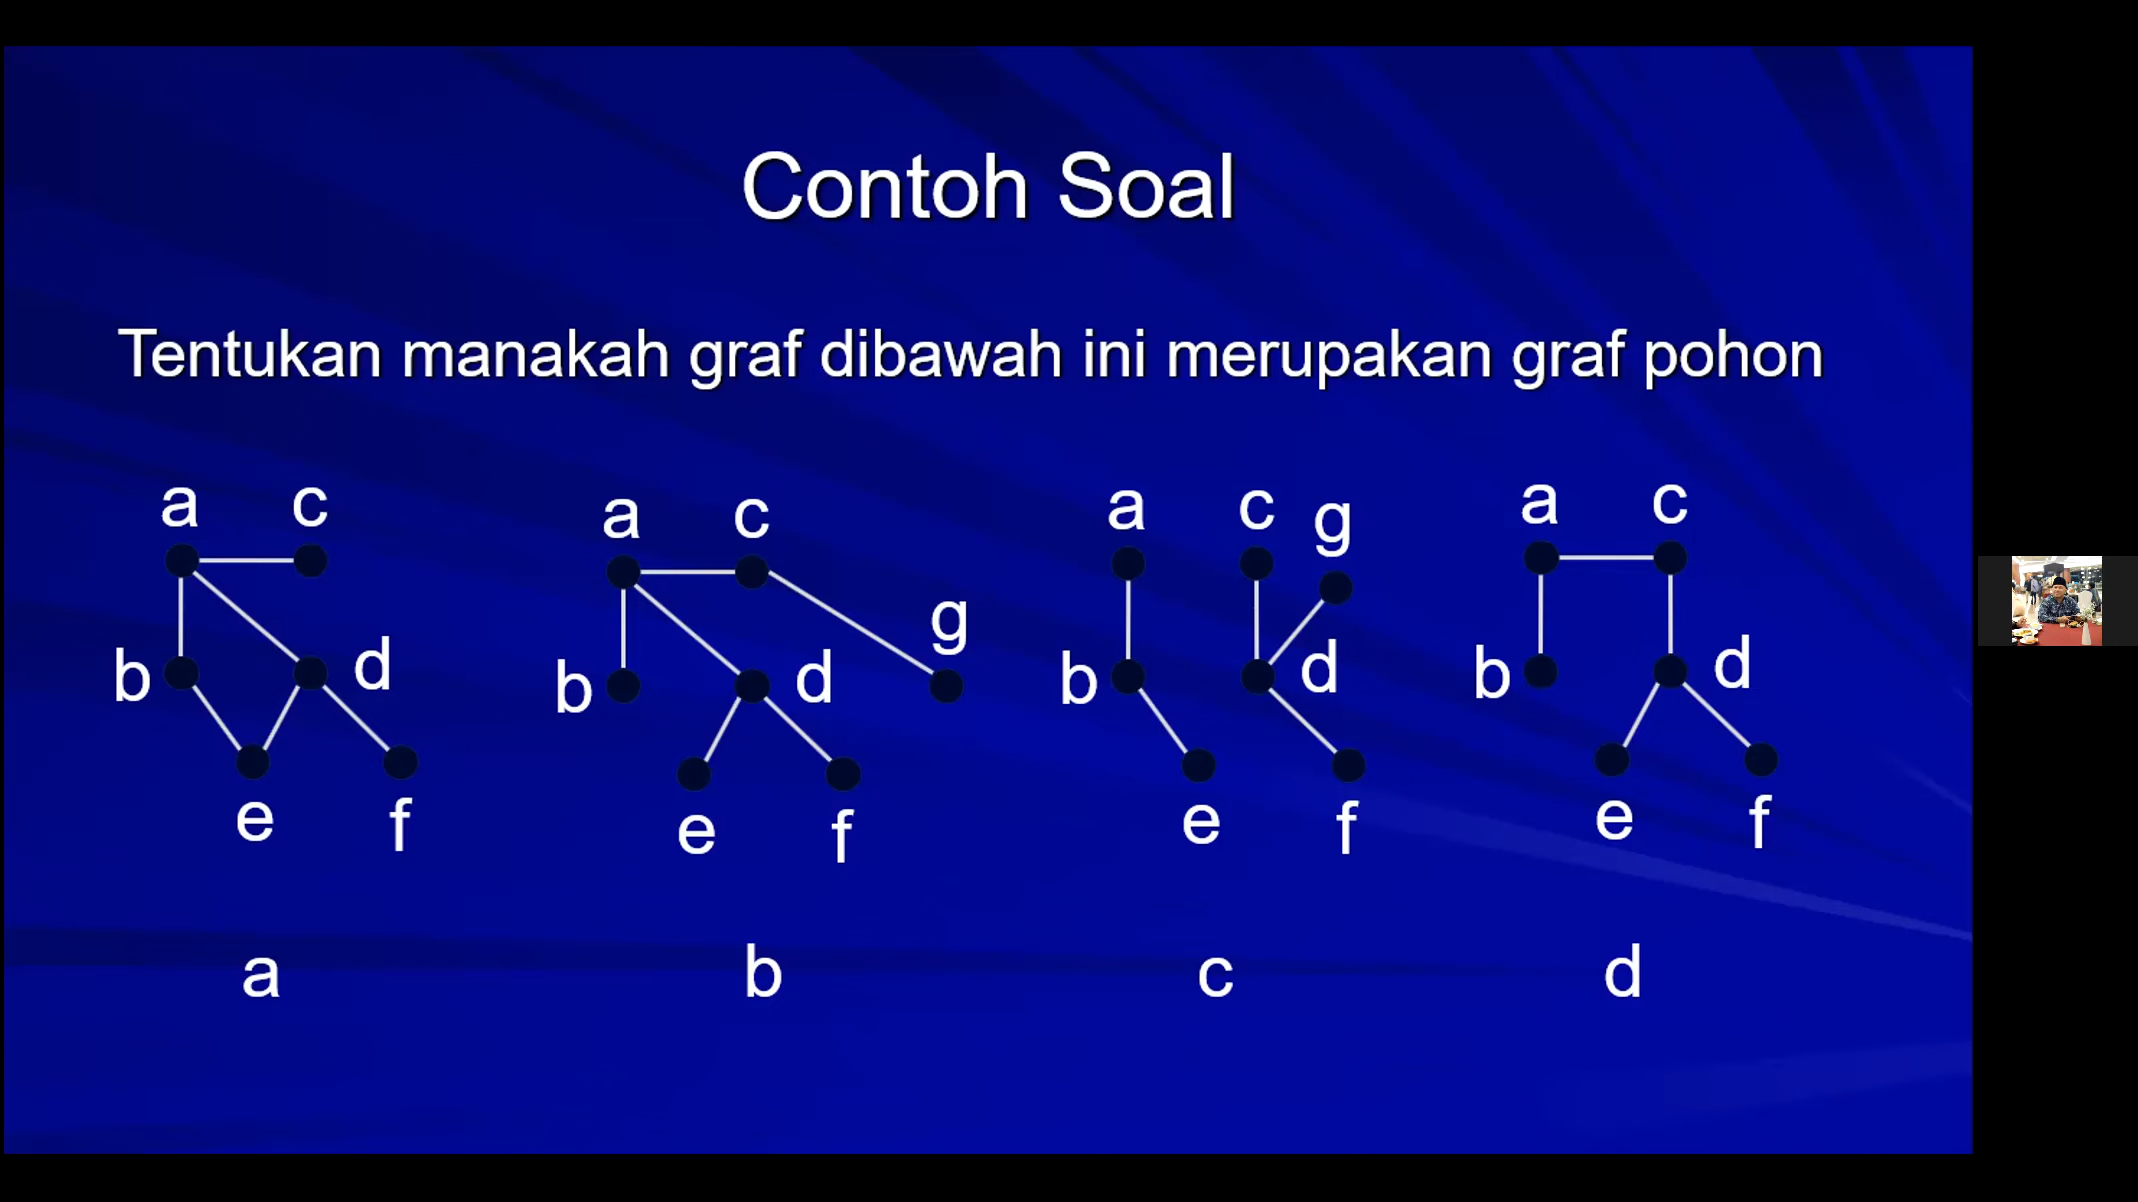 Contoh Soal
Tentukan manakah graf dibawah ini merupakan graf pohon
a c
b d
e f
a
a c
g
b d
e f
b
a c g
b d
e f
c
a c
b d
e f
d